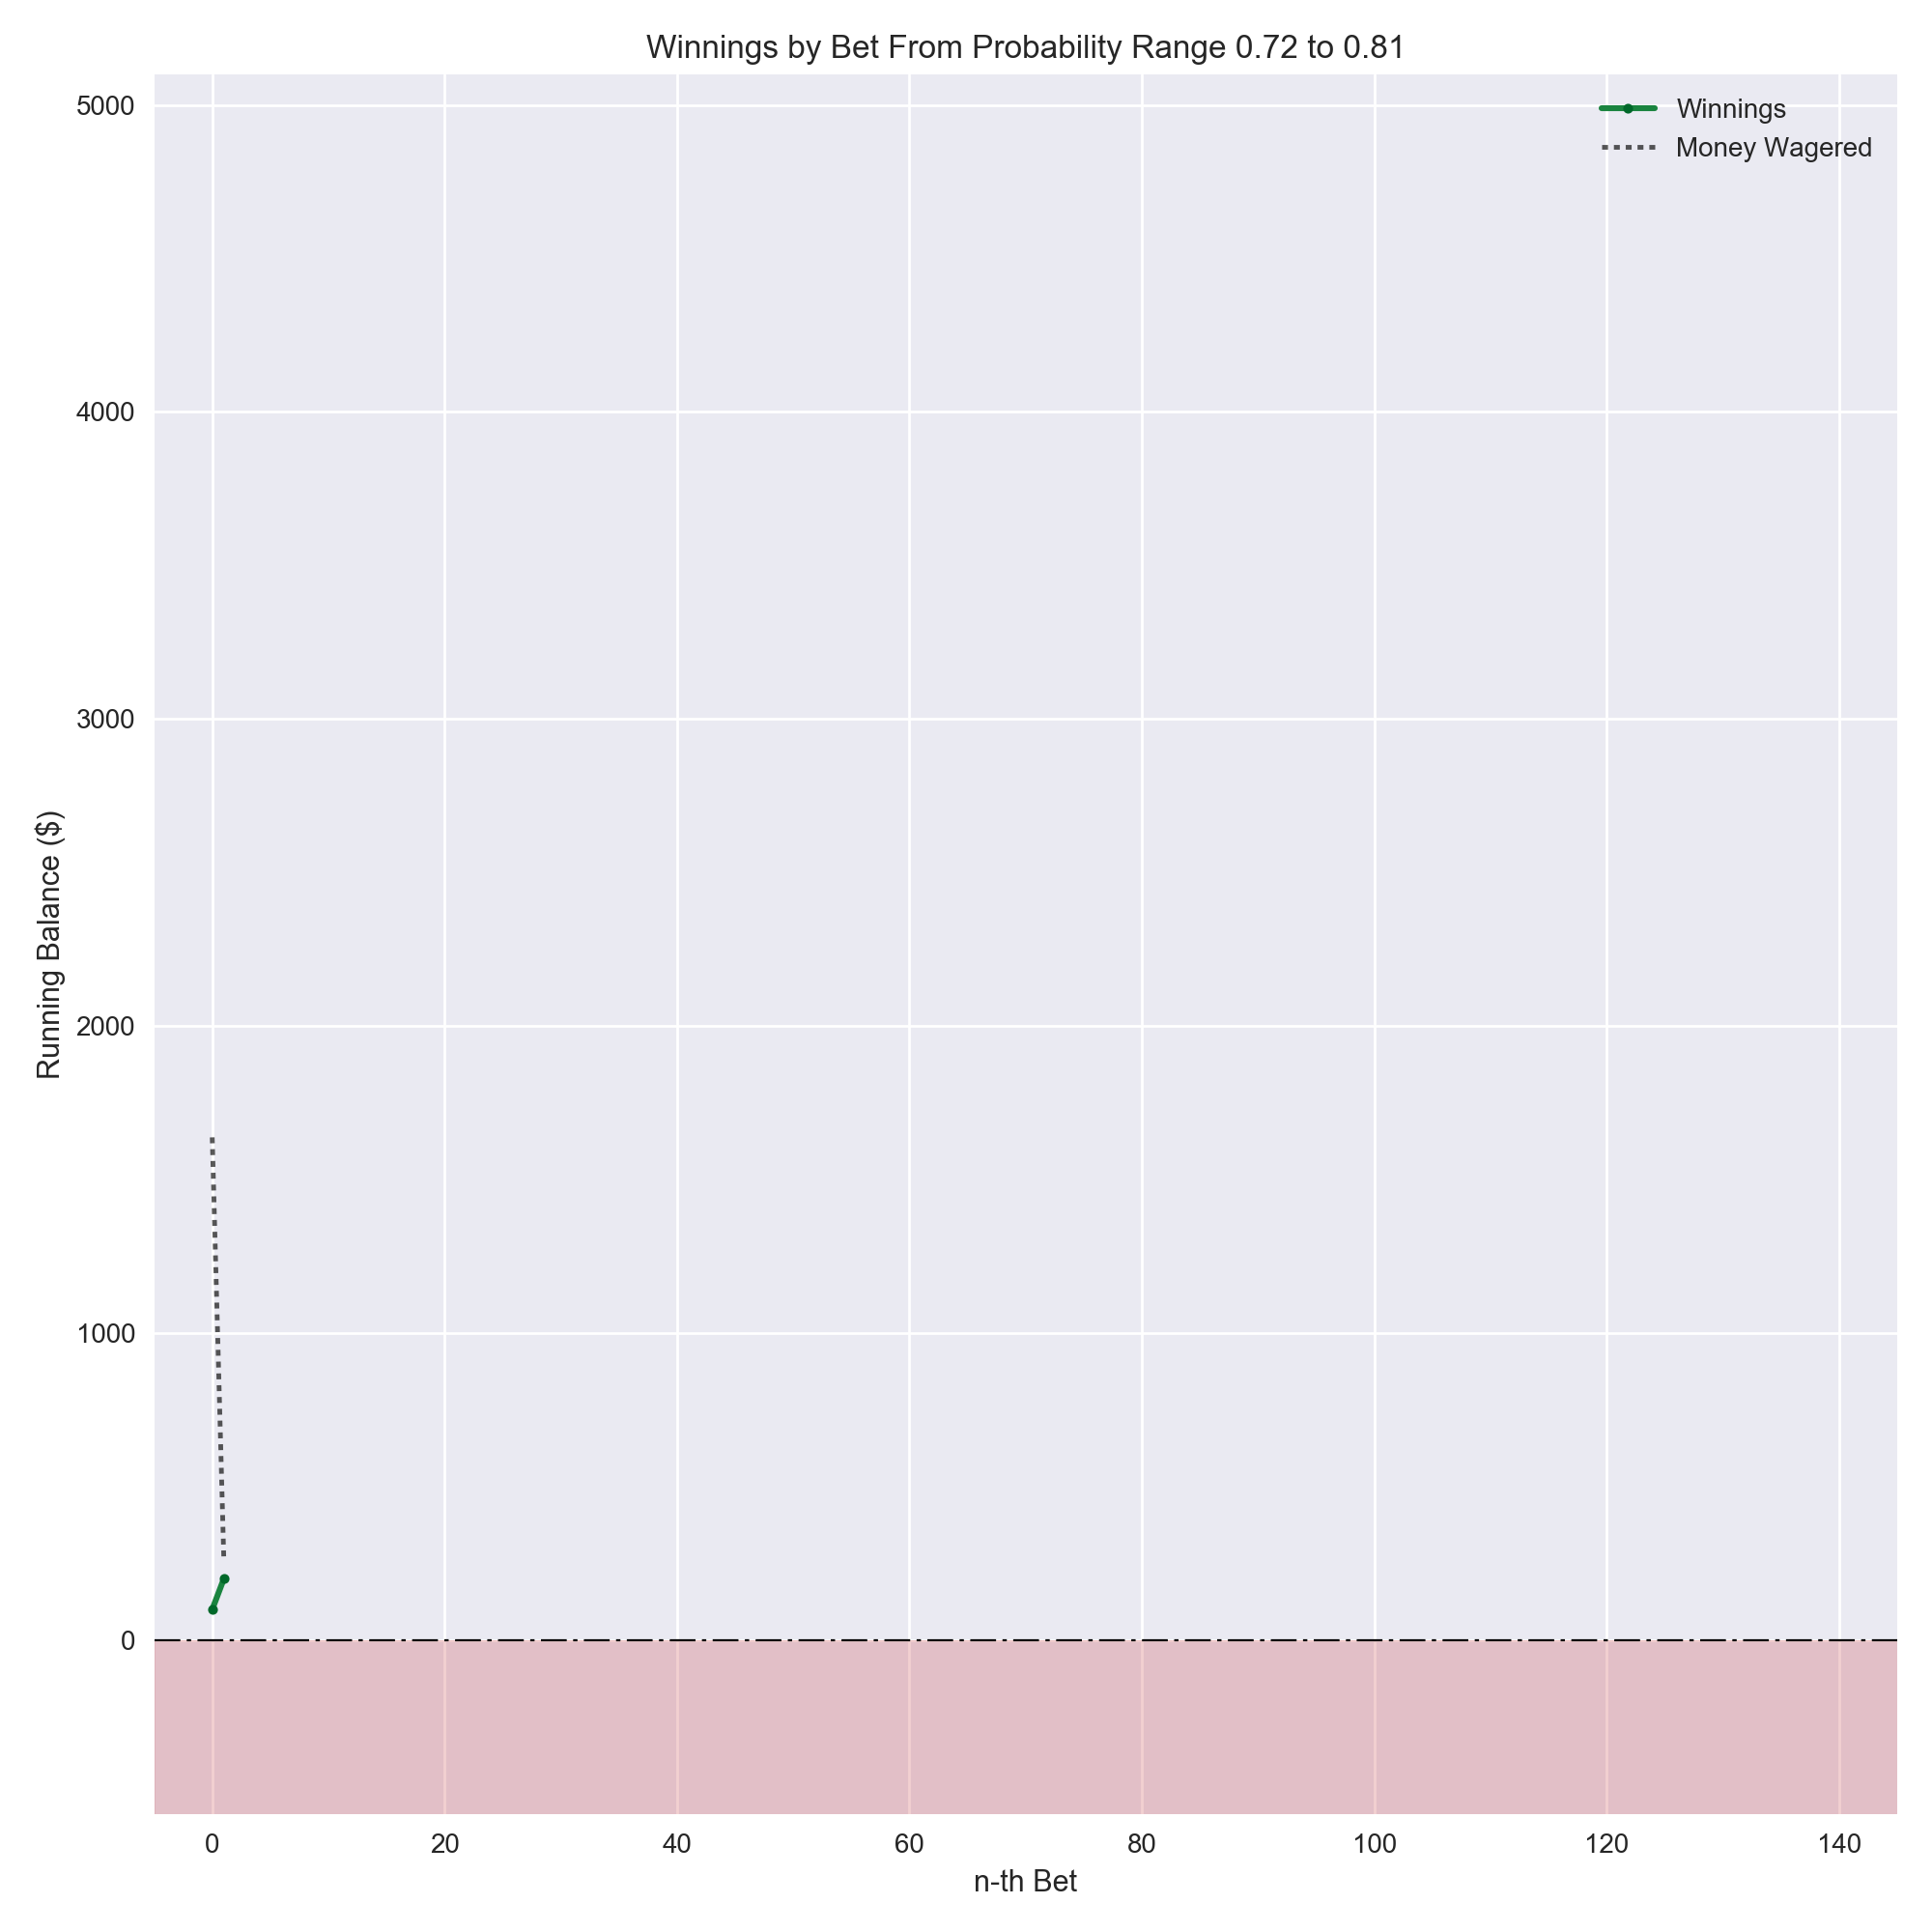 Winnings by Bet From Probability Range 0.72 to 0.81
Winnings
Money Wagered
5000
4000
3000
2000
1000
0
Running Balance ($)
0 20 40 60 80 100 120 140
n-th Bet